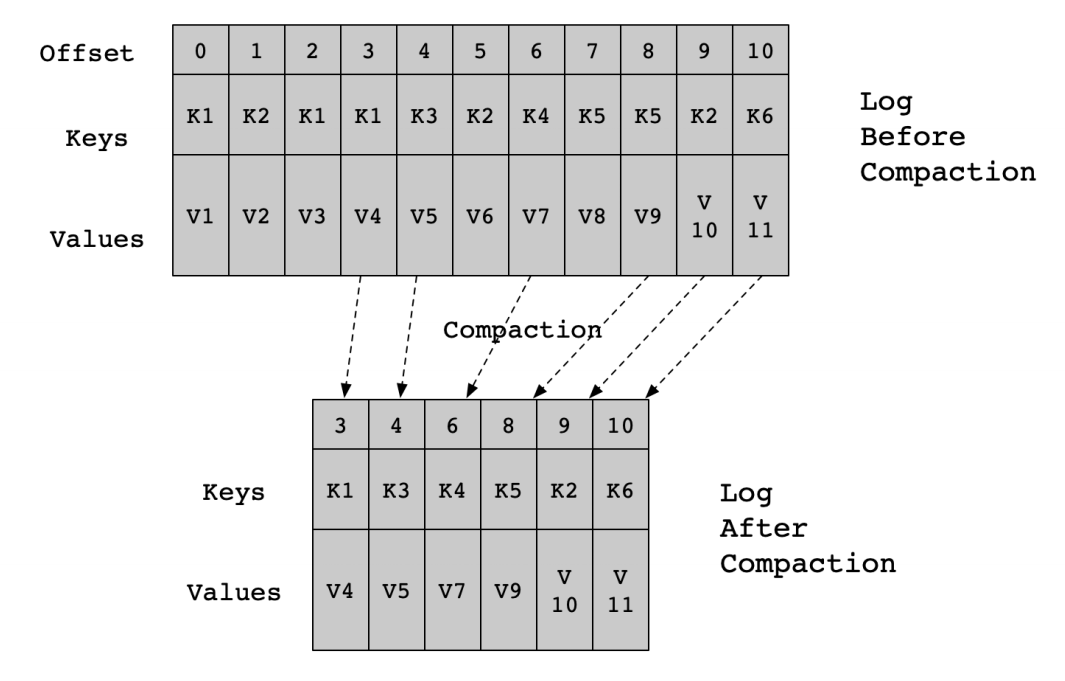 Offset 0 1 2 3 4 5 6 7 8 9 10
Keys K1 K2 K1 K1 K3 K2 K4 K5 K5 K2 K6
Values V1 V2 V3 V4 V5 V6 V7 V8 V9 V 10 V 11
Log
Before
Compaction
Compaction
3 4 6 8 9 10
Keys K1 K3 K4 K5 K2 K6
Values V4 V5 V7 V9 V 10 V 11
Log
After
Compaction